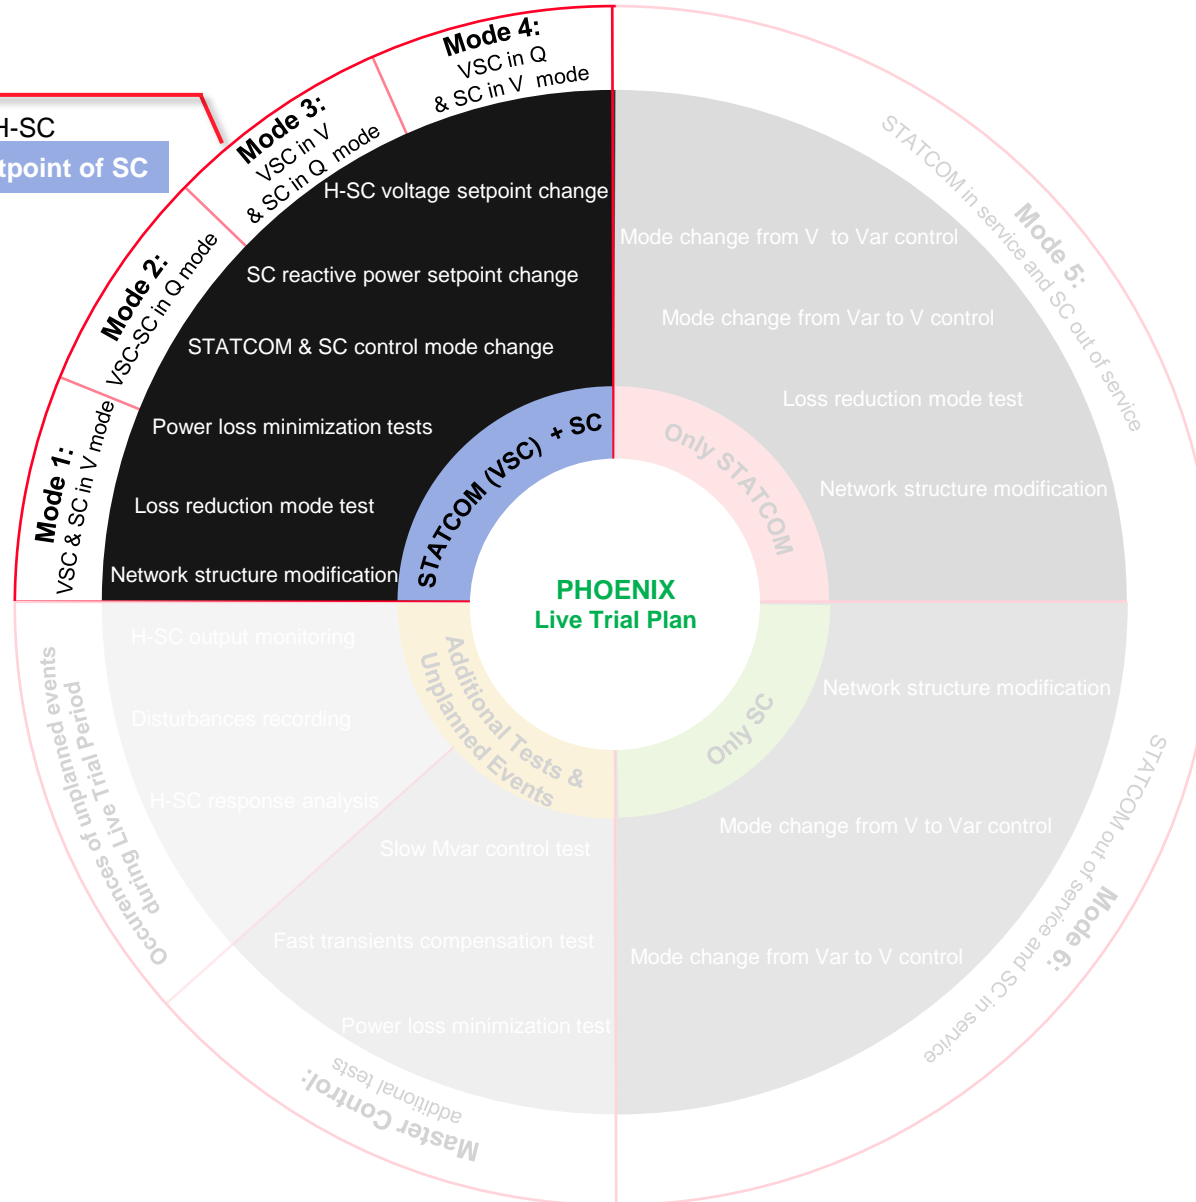 Mode 4:
VSC in Q
& SC in V mode
Mode 3:
VSC in V
& SC in Q mode
H-SC
tpoint of SC
Mode 2:
VSC-SC in Q mode
Mode 1:
VSC & SC in V mode
H-SC voltage setpoint change
SC reactive power setpoint change
STATCOM & SC control mode change
Power loss minimization tests
Loss reduction mode test
Network structure modification
STATCOM (VSC) + SC
Only STATCOM
Mode change from V to Var control
Mode change from Var to V control
Loss reduction mode test
Network structure modification
Mode 5:
STATCOM in service and SC out of service
PHOENIX
Live Trial Plan
H-SC output monitoring
Disturbances recording
H-SC response analysis
Occurences of unplanned events
during Live Trial Period
Additional Tests &
Unplanned Events
Slow Mvar control test
Fast transients compensation test
Power loss minimization test
Master Control:
additional tests
Only SC
Network structure modification
Mode change from V to Var control
Mode change from Var to V control
Mode 6:
STATCOM out of service and SC in service